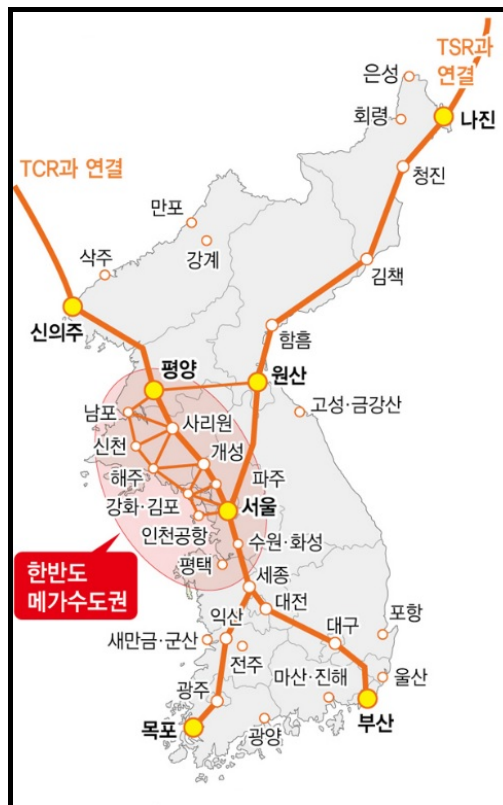 TSR과
연결
은성
회령
나진
청진
TCR과 연결
만포
강계
삭주
김책
신의주
함흥
평양
원산
고성·금강산
남포
사리원
신천
개성
해주
파주
강화·김포
서울
인천공항
수원·화성
평택
한반도
메가수도권
세종
대전
익산
대구
포항
새만금·군산
전주
마산·진해
울산
광주
목포
광양
부산